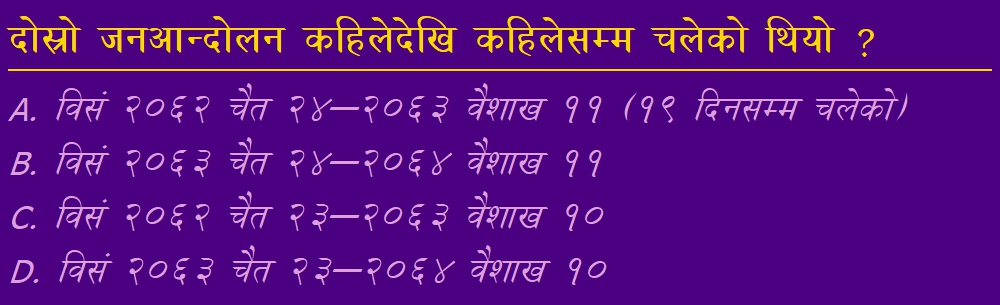 दोस्रो जनआन्दोलन कहिलेदेखि कहिलेसम्म चलेको थियो ?
A. विसं २०६२ चैत २४—२०६३ वैशाख ११ (१९ दिनसम्म चलेको)
B. विसं २०६३ चैत २४—२०६४ वैशाख ११
C. विसं २०६२ चैत २३—२०६३ वैशाख १०
D. विसं २०६३ चैत २३—२०६४ वैशाख १०